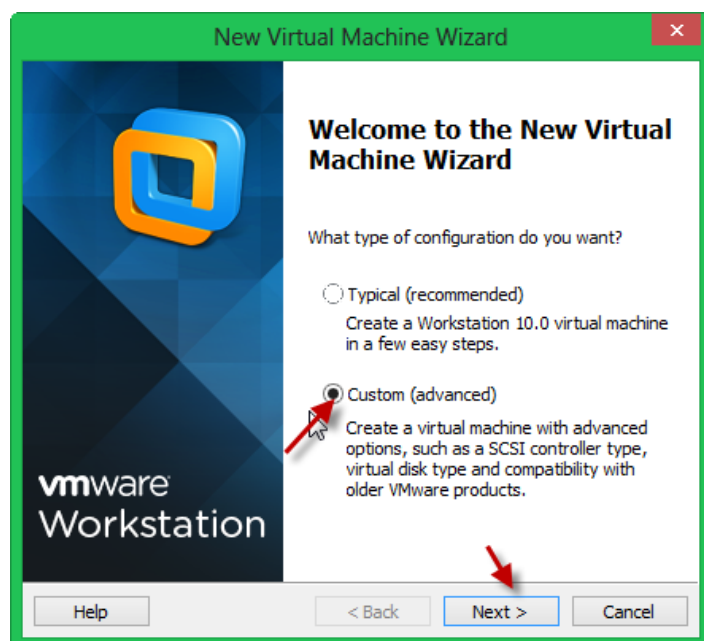 New Virtual Machine Wizard
Welcome to the New Virtual
Machine Wizard
What type of configuration do you want?
Typical (recommended)
Create a Workstation 10.0 virtual machine
in a few easy steps.
Custom (advanced)
Create a virtual machine with advanced
options, such as a SCSI controller type,
virtual disk type and compatibility with
older VMware products.
vmware
Workstation
Help
< Back
Next >
Cancel